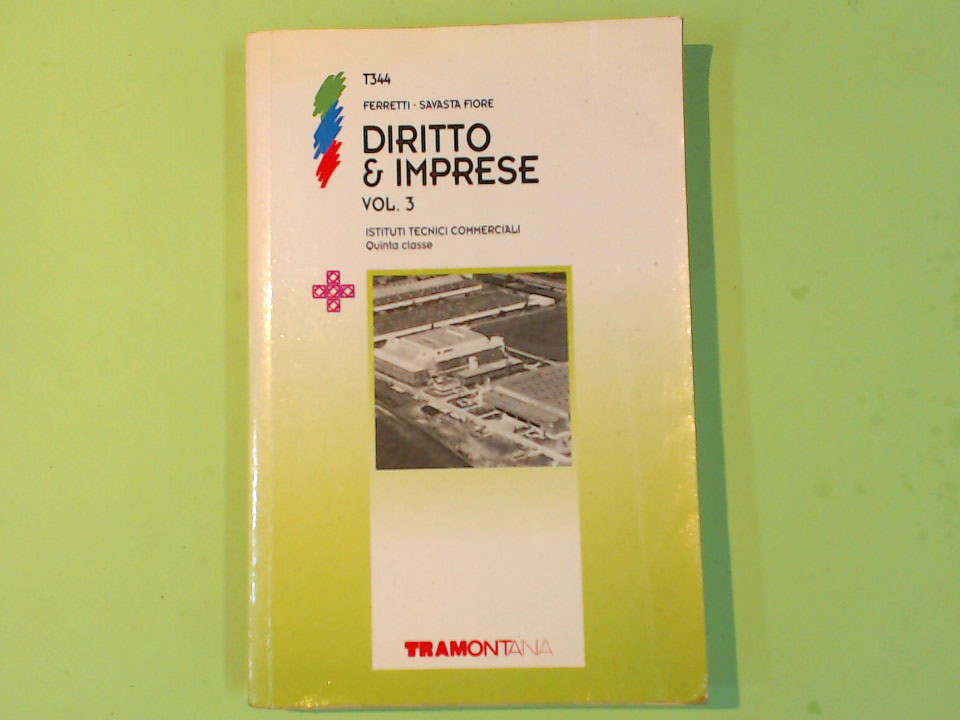 T344
FERRETTI - SAVASTA FIORE
DIRITTO
& IMPRESE
VOL. 3
ISTITUTI TECNICI COMMERCIALI
Quinta classe
TRAMONTANA